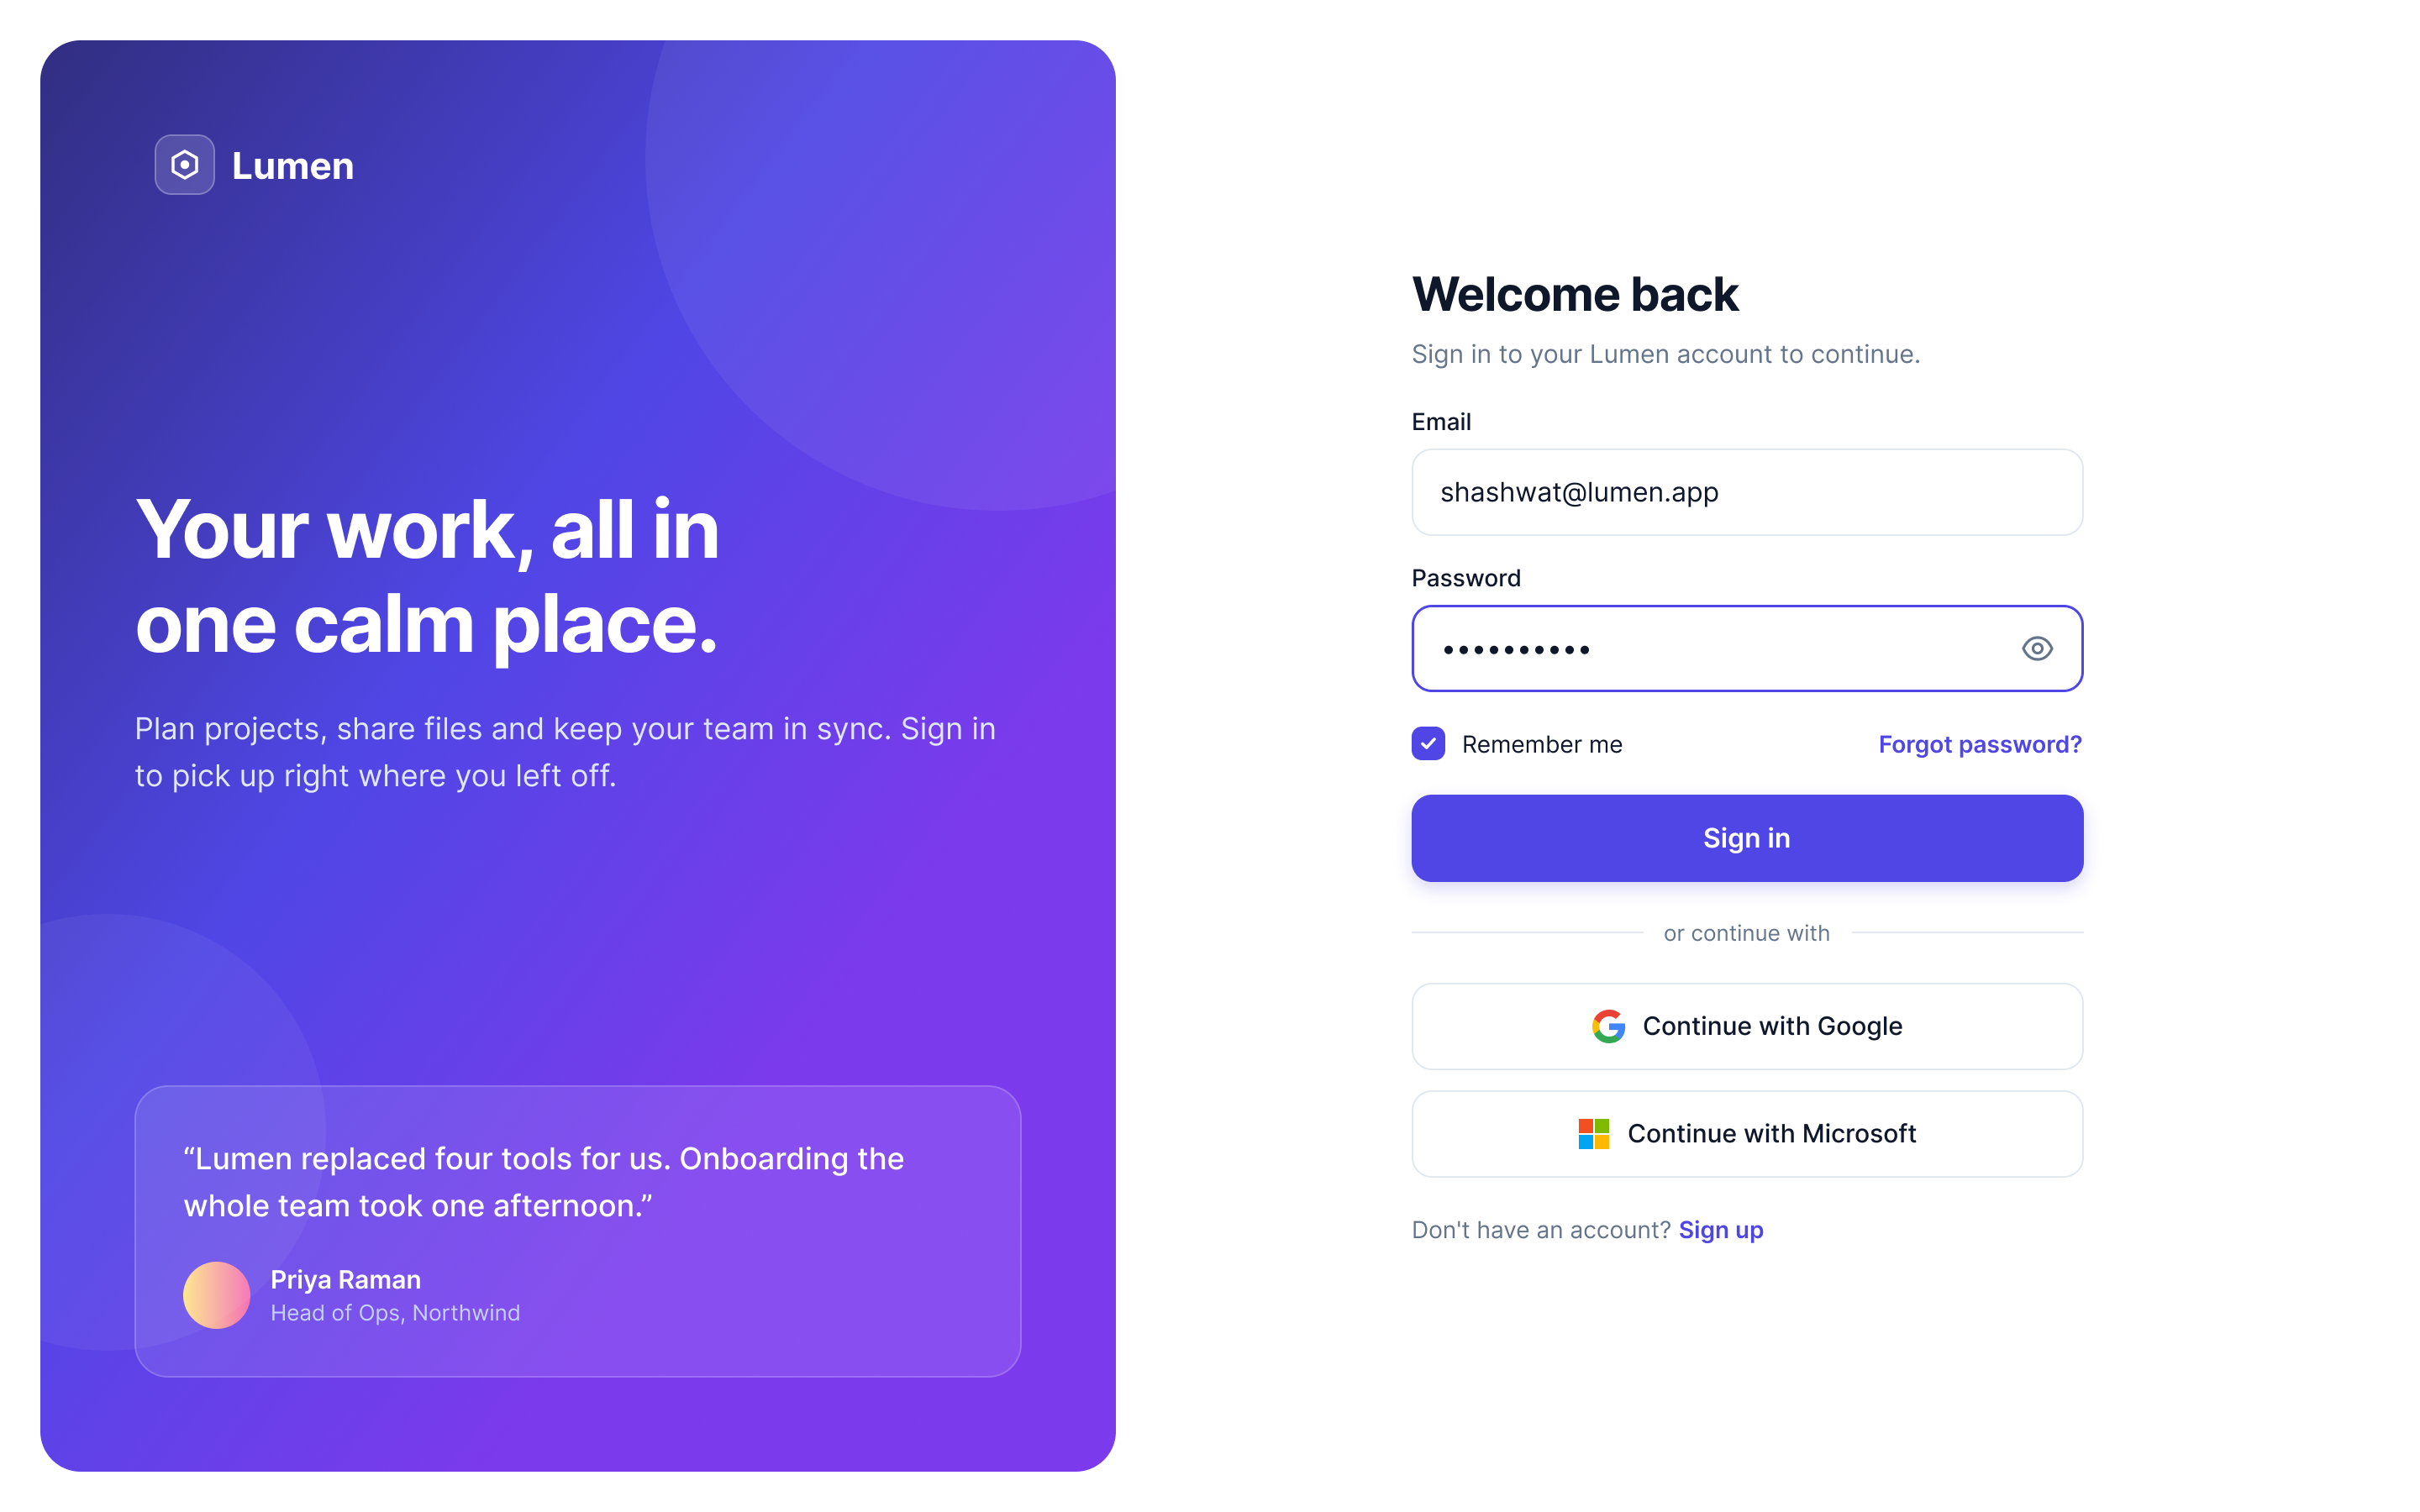 Lumen
Your work, all in
one calm place.
Plan projects, share files and keep your team in sync. Sign in
to pick up right where you left off.
“Lumen replaced four tools for us. Onboarding the
whole team took one afternoon.”
Priya Raman
Head of Ops, Northwind
Welcome back
Sign in to your Lumen account to continue.
Email
shashwat@lumen.app
Password
••••••••••
Remember me
Forgot password?
Sign in
or continue with
Continue with Google
Continue with Microsoft
Don't have an account? Sign up